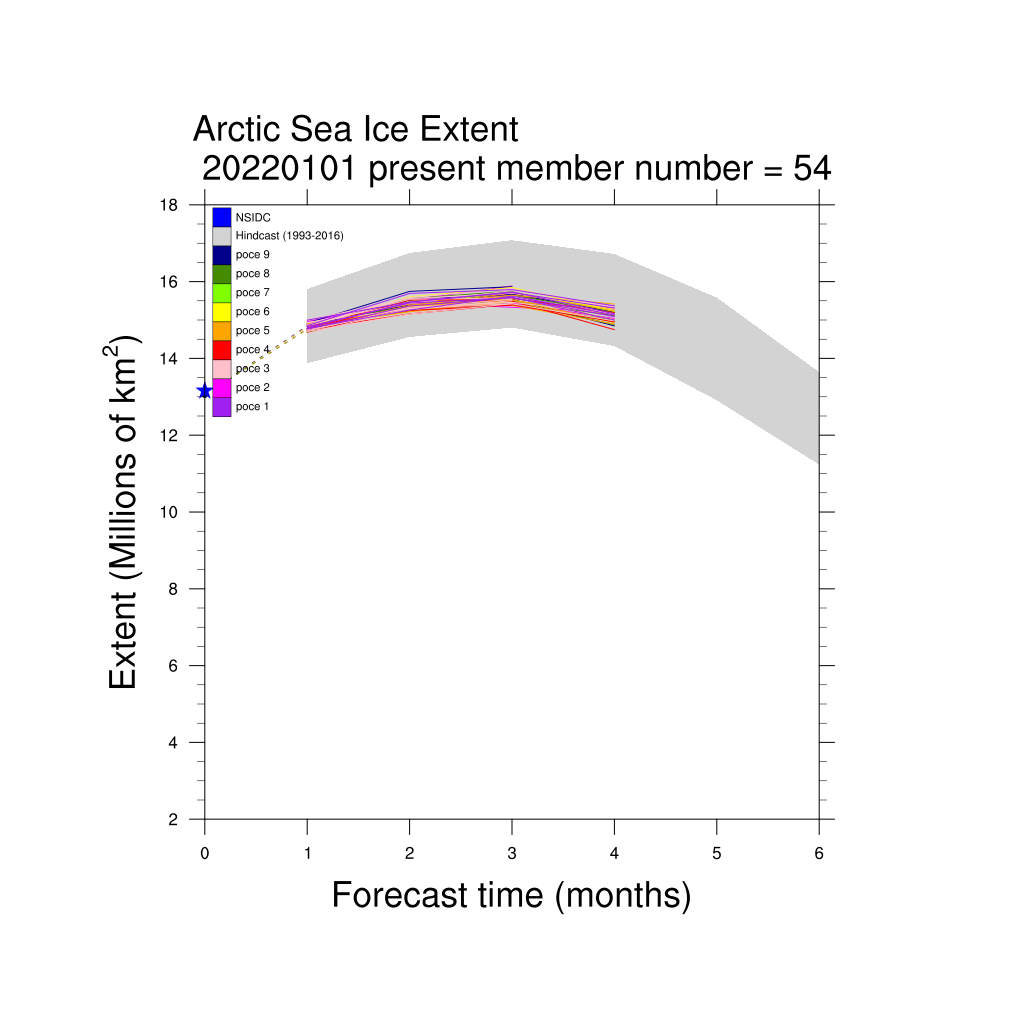 Arctic Sea Ice Extent
20220101 present member number = 54
18
16
14
12
10
8
6
4
2
NSIDC
Hindcast (1993-2016)
poce 9
poce 8
poce 7
poce 6
poce 5
poce 4
poce 3
poce 2
poce 1
Extent (Millions of km²)
0 1 2 3 4 5 6
Forecast time (months)